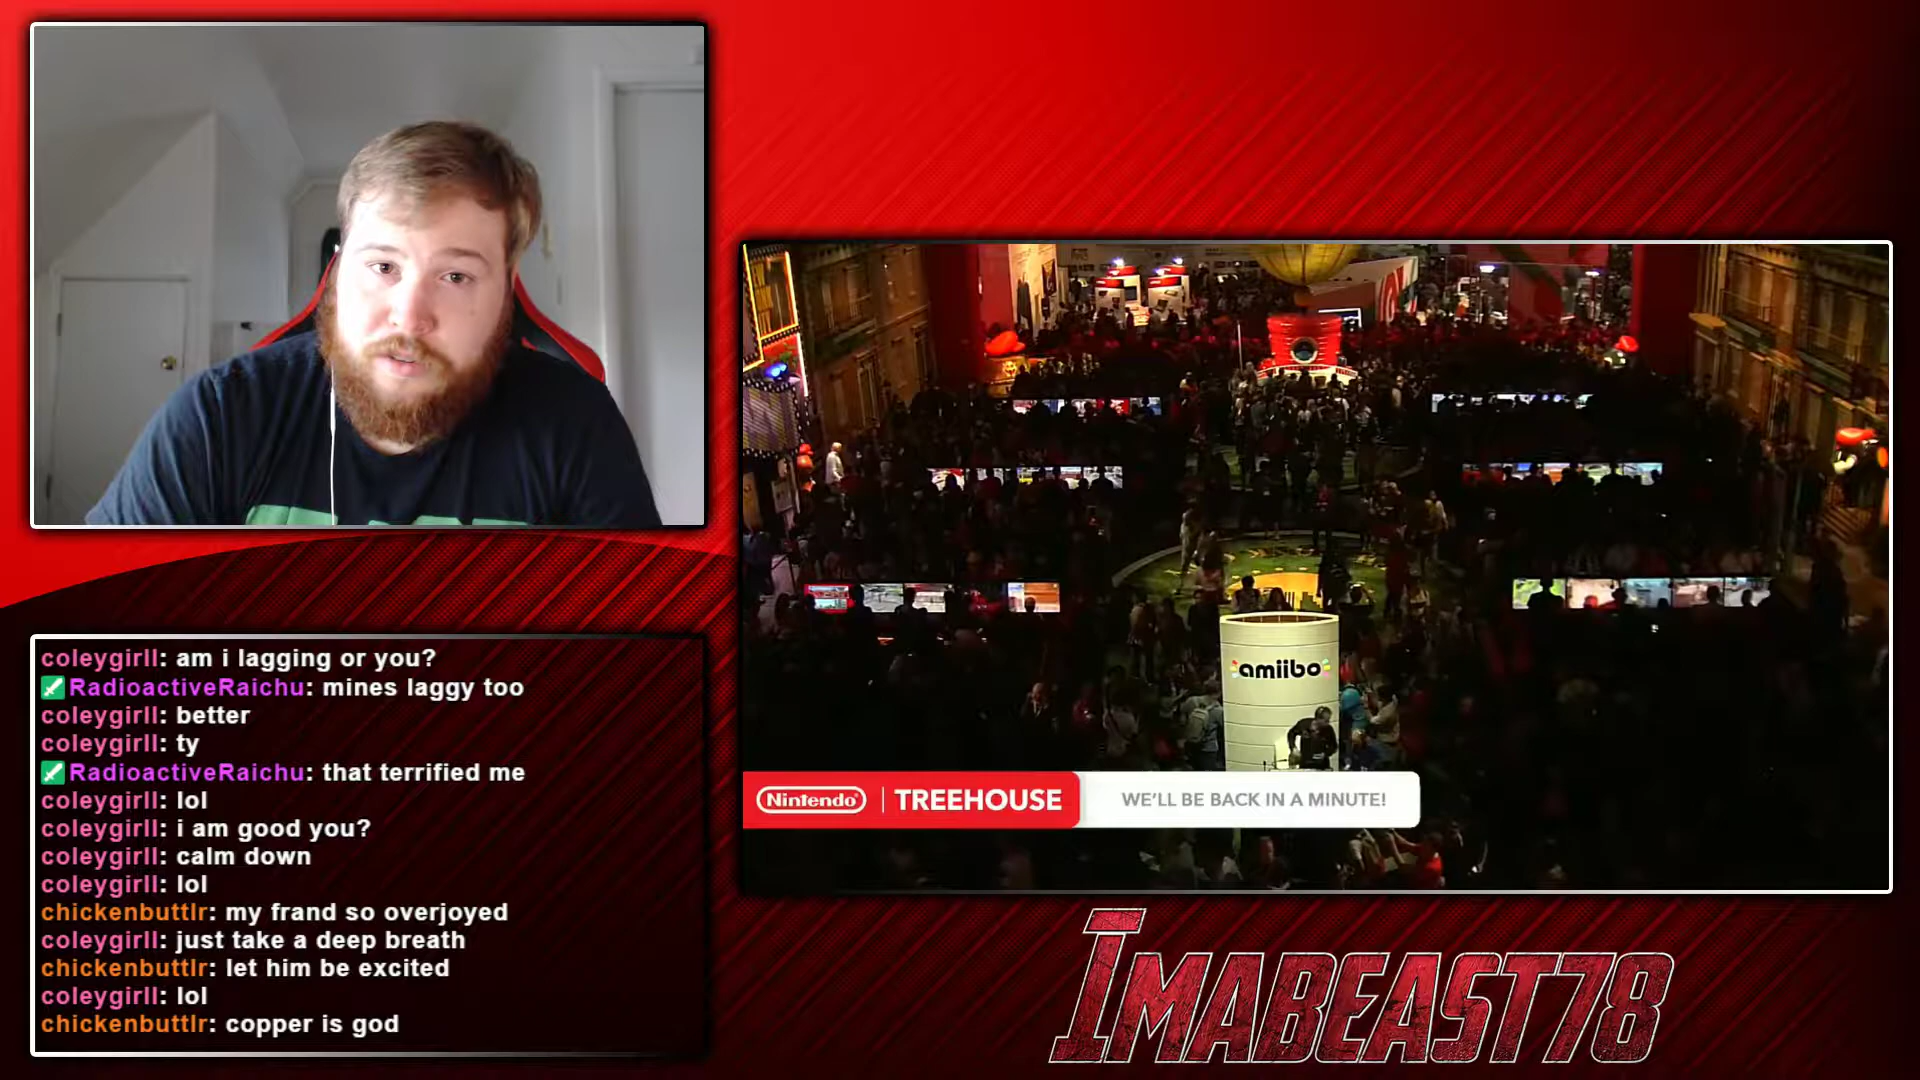 coleygirll: am i lagging or you?
RadioactiveRaichu: mines laggy too
coleygirll: better
coleygirll: ty
RadioactiveRaichu: that terrified me
coleygirll: lol
coleygirll: i am good you?
coleygirll: calm down
coleygirll: lol
chickenbuttlr: my frand so overjoyed
coleygirll: just take a deep breath
chickenbuttlr: let him be excited
coleygirll: lol
chickenbuttlr: copper is god
amiibo
Nintendo | TREEHOUSE WE'LL BE BACK IN A MINUTE!
IMABEAST78